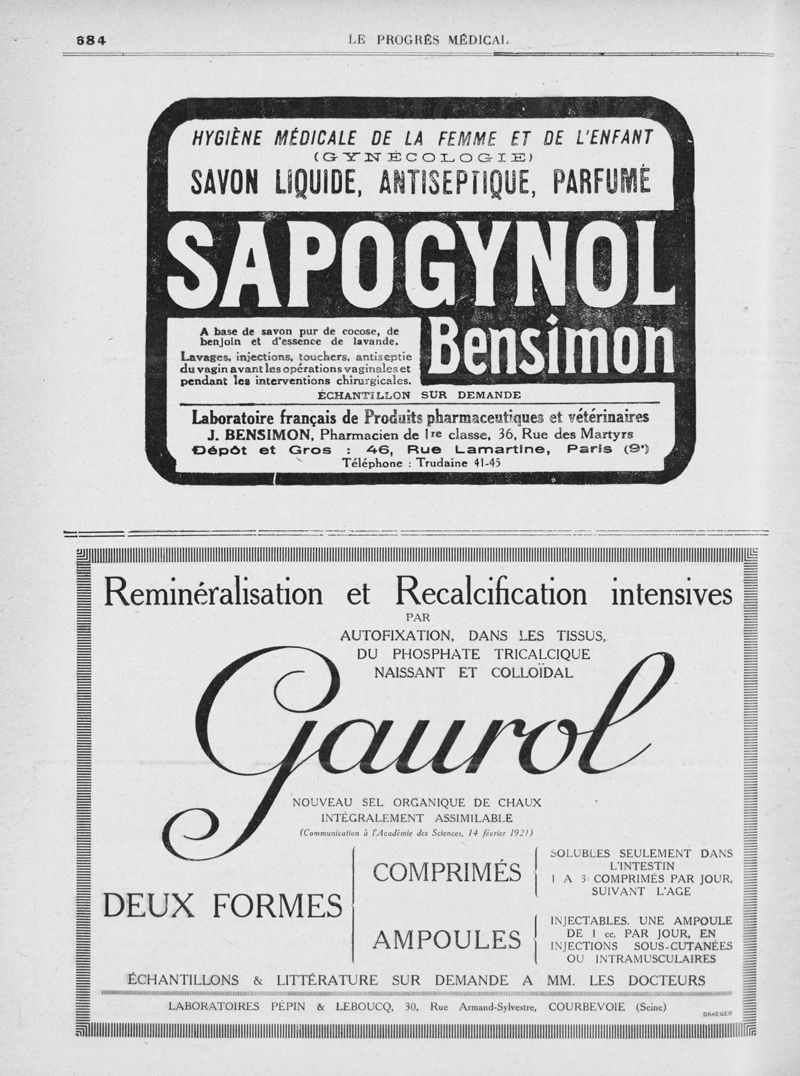 684
LE PROGRÈS MÉDICAL
HYGIÈNE MÉDICALE DE LA FEMME ET DE L'ENFANT
(GYNÉCOLOGIE)
SAVON LIQUIDE, ANTISEPTIQUE, PARFUMÉ
SAPOGYNOL
Bensimon
A base de savon pur de cocose, de
benjoin et d'essence de lavande.
Lavages, injections, touchers, antiseptie
du vagin avant les opérations vaginales et
pendant les interventions chirurgicales.
ÉCHANTILLON SUR DEMANDE
Laboratoire français de Produits pharmaceutiques et vétérinaires
J. BENSIMON, Pharmacien de 1re classe, 36, Rue des Martyrs
Dépôt et Gros : 46, Rue Lamartine, Paris (9e)
Téléphone : Trudaine 41-45
Reminéralisation et Recalcification intensives
PAR
AUTOFIXATION, DANS LES TISSUS,
DU PHOSPHATE TRICALCIQUE
NAISSANT ET COLLOÏDAL
Gaurol
NOUVEAU SEL ORGANIQUE DE CHAUX
INTÉGRALEMENT ASSIMILABLE
(Communication à l'Académie des Sciences, 14 février 1921)
DEUX FORMES
COMPRIMÉS
SOLUBLES SEULEMENT DANS
L'INTESTIN
1 A 3 COMPRIMÉS PAR JOUR,
SUIVANT L'AGE
AMPOULES
INJECTABLES. UNE AMPOULE
DE 1 cc. PAR JOUR, EN
INJECTIONS SOUS-CUTANÉES
OU INTRAMUSCULAIRES
ÉCHANTILLONS & LITTÉRATURE SUR DEMANDE A MM. LES DOCTEURS
LABORATOIRES PÉPIN & LEBOUCQ, 30, Rue Armand-Sylvestre, COURBEVOIE (Seine)
DRAEGER